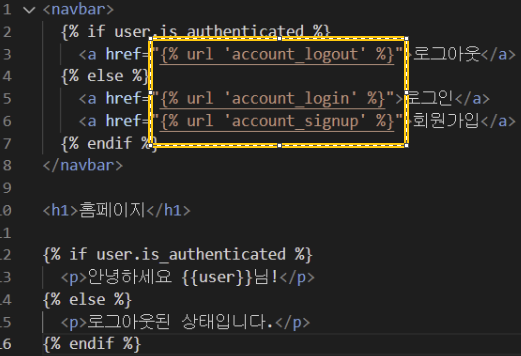 1 <navbar>
2 {% if user.is_authenticated %}
3 <a href="{% url 'account_logout' %}">로그아웃</a>
4 {% else %}
5 <a href="{% url 'account_login' %}">로그인</a>
6 <a href="{% url 'account_signup' %}">회원가입</a>
7 {% endif %}
8 </navbar>
9
10 <h1>홈페이지</h1>
11
12 {% if user.is_authenticated %}
13 <p>안녕하세요 {{user}}님!</p>
14 {% else %}
15 <p>로그아웃된 상태입니다.</p>
16 {% endif %}